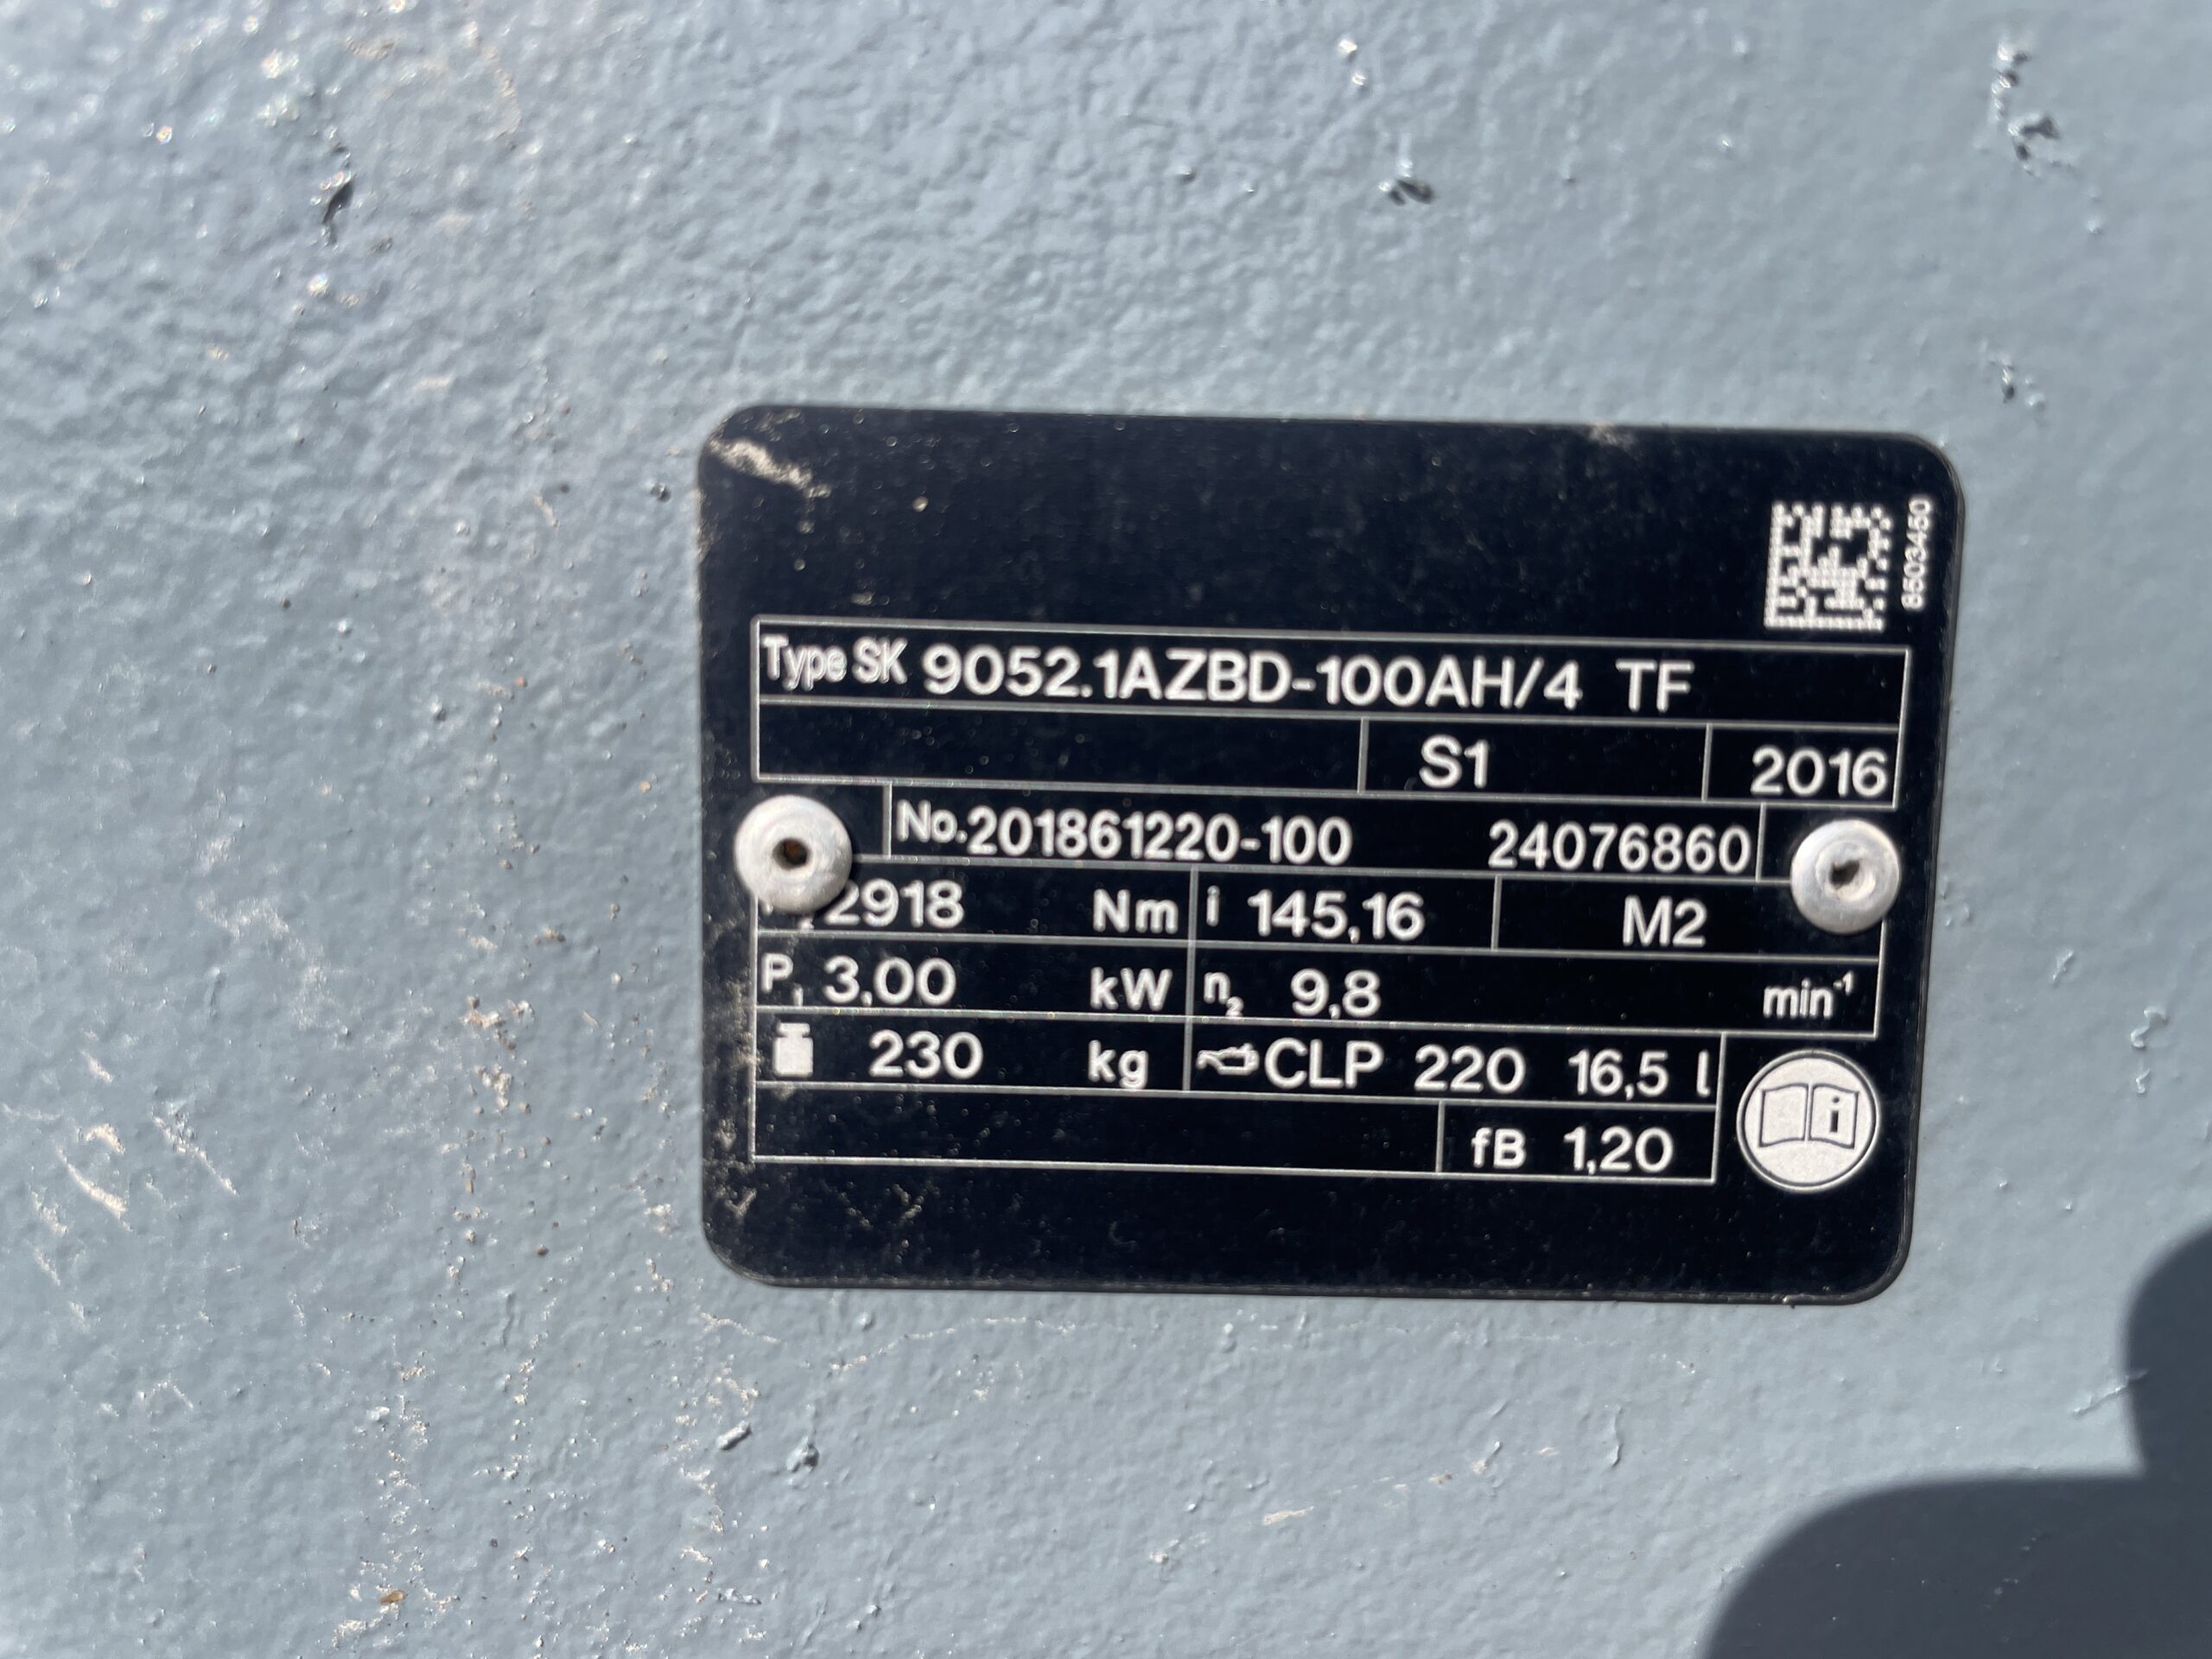 8503450
Type SK 9052.1AZBD-100AH/4 TF
S1 2016
No. 201861220-100 24076860
2918 Nm i 145,16 M2
P1 3,00 kW n2 9,8 min-1
230 kg CLP 220 16,5 l
fB 1,20
i